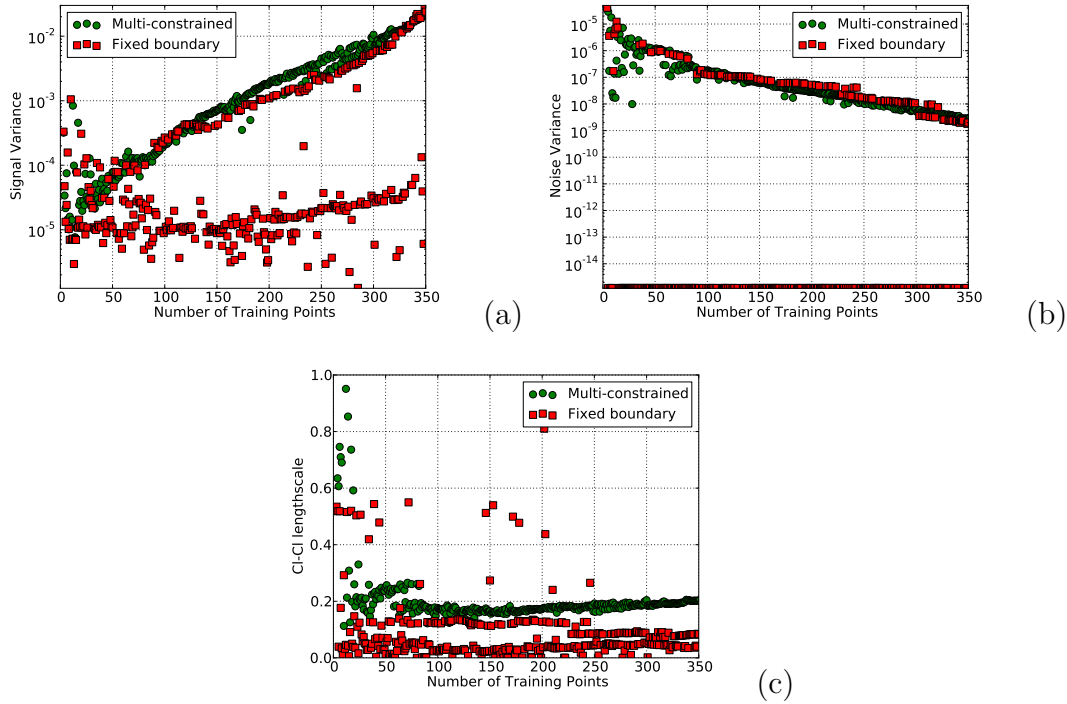 Signal Variance
10⁻²
10⁻³
10⁻⁴
10⁻⁵
Multi-constrained
Fixed boundary
0 50 100 150 200 250 300 350
Number of Training Points
(a)
Noise Variance
10⁻⁵
10⁻⁶
10⁻⁷
10⁻⁸
10⁻⁹
10⁻¹⁰
10⁻¹¹
10⁻¹²
10⁻¹³
10⁻¹⁴
Multi-constrained
Fixed boundary
0 50 100 150 200 250 300 350
Number of Training Points
(b)
Cl-Cl lengthscale
1.0
0.8
0.6
0.4
0.2
0.0
Multi-constrained
Fixed boundary
0 50 100 150 200 250 300 350
Number of Training Points
(c)